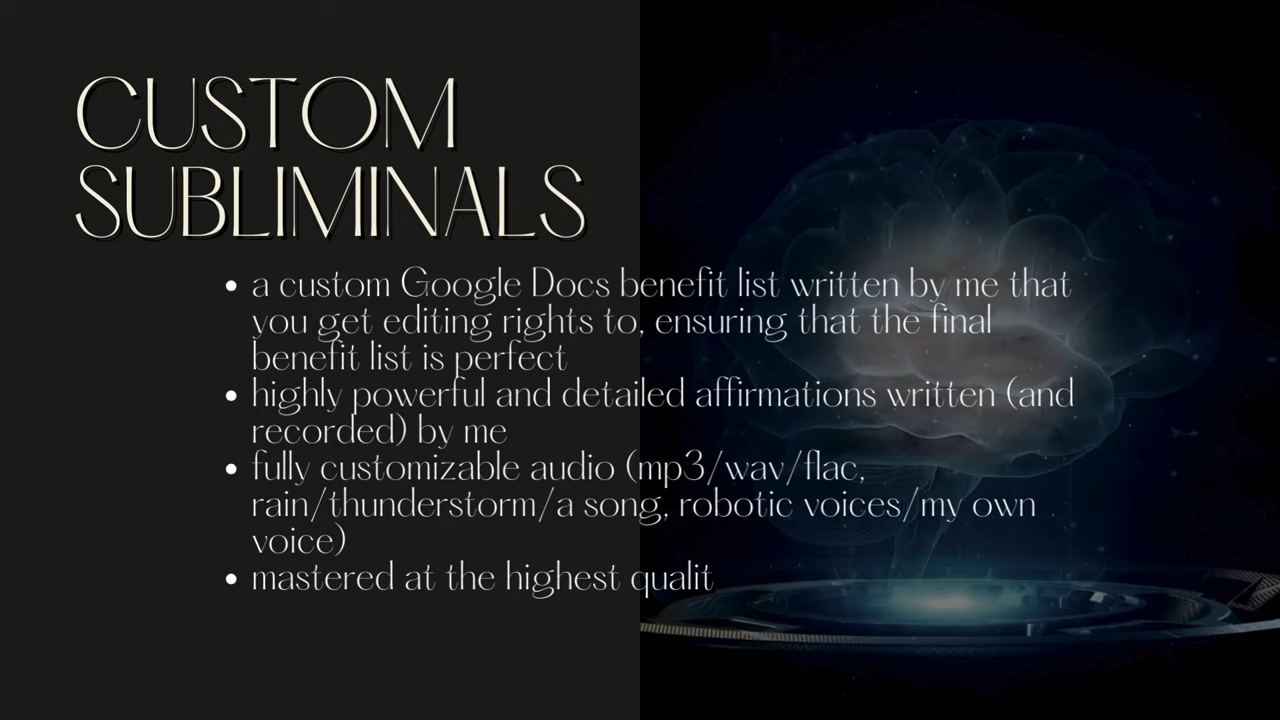 CUSTOM
SUBLIMINALS
• a custom Google Docs benefit list written by me that
you get editing rights to, ensuring that the final
benefit list is perfect
• highly powerful and detailed affirmations written (and
recorded) by me
• fully customizable audio (mp3/wav/flac,
rain/thunderstorm/a song, robotic voices/my own
voice)
• mastered at the highest qualit